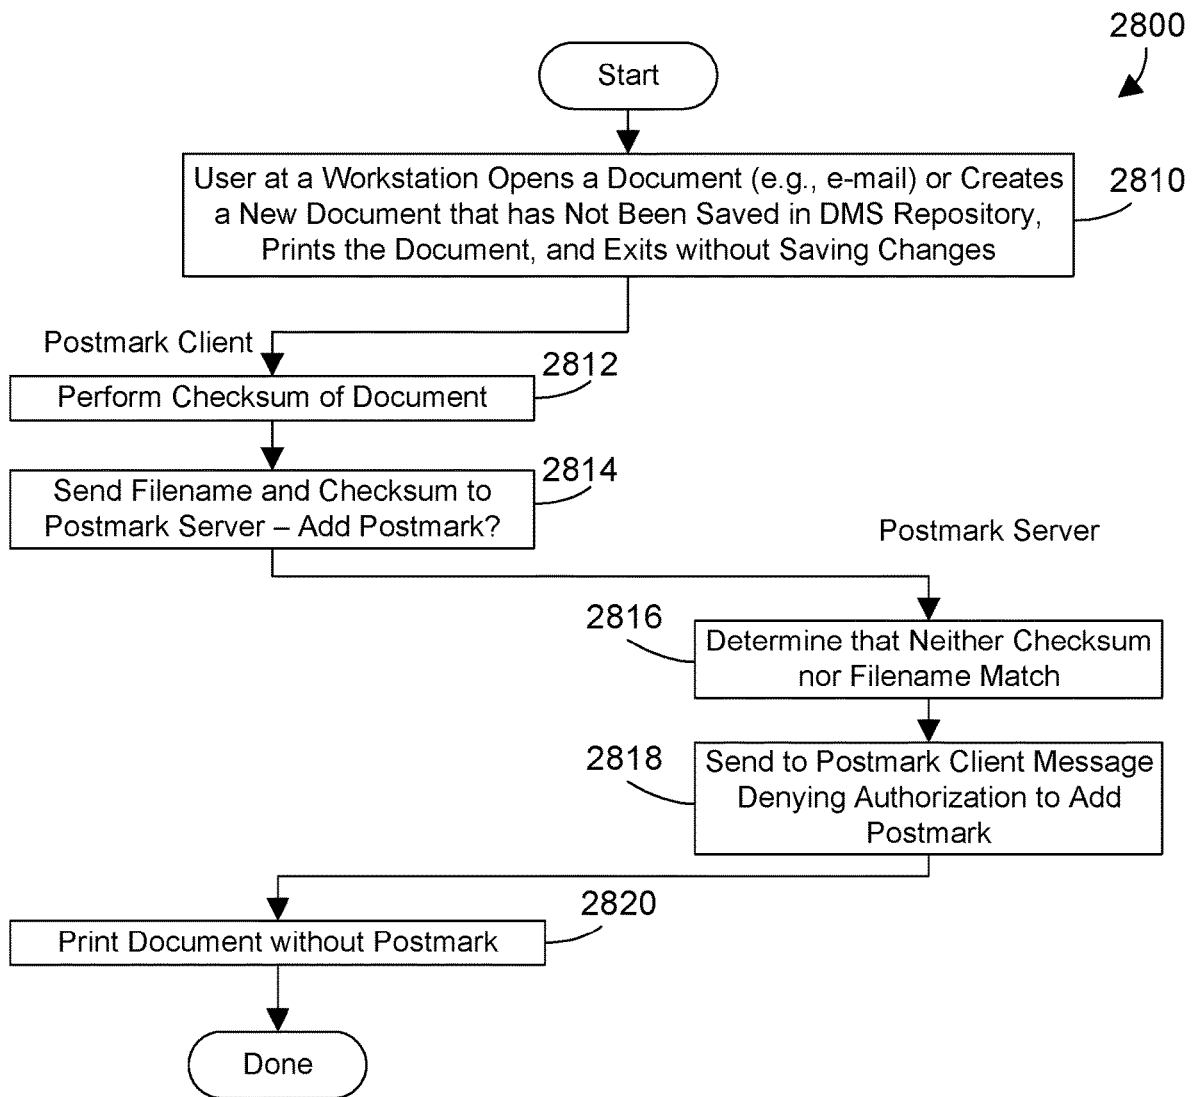 2800
Start
User at a Workstation Opens a Document (e.g., e-mail) or Creates
a New Document that has Not Been Saved in DMS Repository,
Prints the Document, and Exits without Saving Changes
2810
Postmark Client
2812
Perform Checksum of Document
2814
Send Filename and Checksum to
Postmark Server – Add Postmark?
Postmark Server
2816
Determine that Neither Checksum
nor Filename Match
2818
Send to Postmark Client Message
Denying Authorization to Add
Postmark
2820
Print Document without Postmark
Done